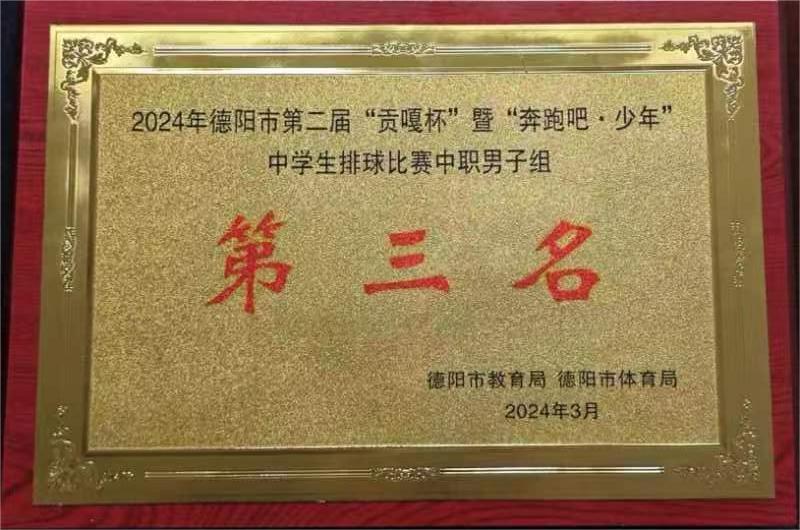 2024年德阳市第二届“贡嘎杯”暨“奔跑吧·少年”
中学生排球比赛中职男子组
第三名
德阳市教育局 德阳市体育局
2024年3月